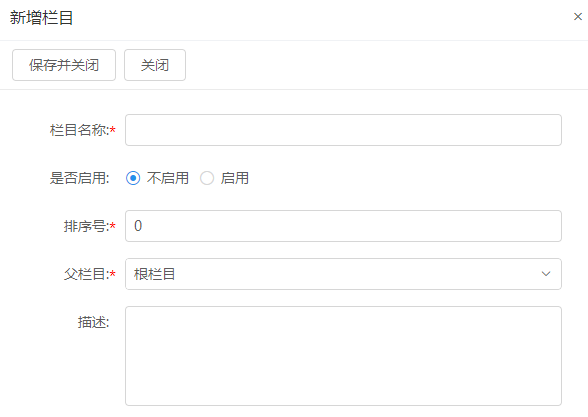 新增栏目 ×
保存并关闭 关闭
栏目名称:*
是否启用: 不启用 启用
排序号:* 0
父栏目:* 根栏目
描述: